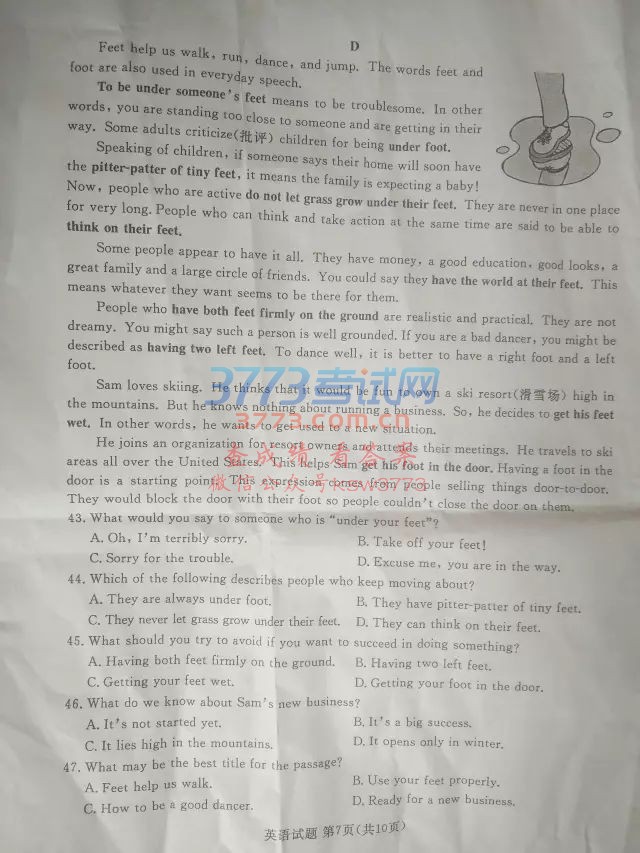 D
Feet help us walk, run, dance, and jump. The words feet and
foot are also used in everyday speech.
To be under someone's feet means to be troublesome. In other
words, you are standing too close to someone and are getting in their
way. Some adults criticize(批评) children for being under foot.
Speaking of children, if someone says their home will soon have
the pitter-patter of tiny feet, it means the family is expecting a baby!
Now, people who are active do not let grass grow under their feet. They are never in one place
for very long. People who can think and take action at the same time are said to be able to
think on their feet.
Some people appear to have it all. They have money, a good education, good looks, a
great family and a large circle of friends. You could say they have the world at their feet. This
means whatever they want seems to be there for them.
People who have both feet firmly on the ground are realistic and practical. They are not
dreamy. You might say such a person is well grounded. If you are a bad dancer, you might be
described as having two left feet. To dance well, it is better to have a right foot and a left
foot.
3773考试网
Sam loves skiing. He thinks that it would be fun to own a ski resort(滑雪场) high in
the mountains. But he knows nothing about running a business. So, he decides to get his feet
www.3773.com.cn
wet. In other words, he wants to get used to a new situation.
查成绩 看答案
He joins an organization for resort owners and attends their meetings. He travels to ski
areas all over the United States. This helps Sam get his foot in the door. Having a foot in the
微信公众号
door is a starting point. This expression comes from people selling things door-to-door.
They would block the door with their foot so people couldn't close the door on them.
43. What would you say to someone who is "under your feet"?
A. Oh, I'm terribly sorry. B. Take off your feet!
C. Sorry for the trouble. D. Excuse me, you are in the way.
44. Which of the following describes people who keep moving about?
A. They are always under foot. B. They have pitter-patter of tiny feet.
C. They never let grass grow under their feet. D. They can think on their feet.
45. What should you try to avoid if you want to succeed in doing something?
A. Having both feet firmly on the ground. B. Having two left feet.
C. Getting your feet wet. D. Getting your foot in the door.
46. What do we know about Sam's new business?
A. It's not started yet. B. It's a big success.
C. It lies high in the mountains. D. It opens only in winter.
47. What may be the best title for the passage?
A. Feet help us walk. B. Use your feet properly.
C. How to be a good dancer. D. Ready for a new business.
英语试题 第7页(共10页)